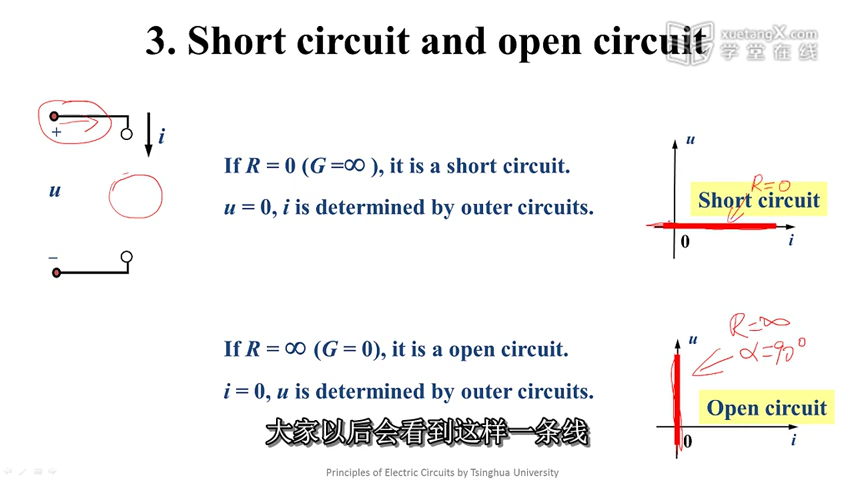 3. Short circuit and open circuit
xuetangX.com
学堂在线
+
i
u
−
If R = 0 (G =∞ ), it is a short circuit.
u = 0, i is determined by outer circuits.
u
R=0
Short circuit
0
i
If R = ∞ (G = 0), it is a open circuit.
i = 0, u is determined by outer circuits.
R=∞
u
α=90°
Open circuit
0
i
大家以后会看到这样一条线
Principles of Electric Circuits by Tsinghua University